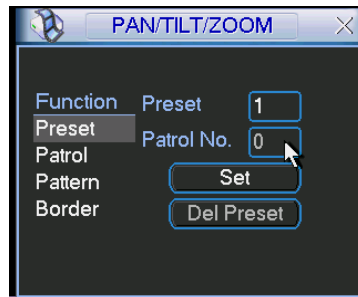 PAN/TILT/ZOOM
Function
Preset
Patrol
Pattern
Border
Preset 1
Patrol No. 0
Set
Del Preset